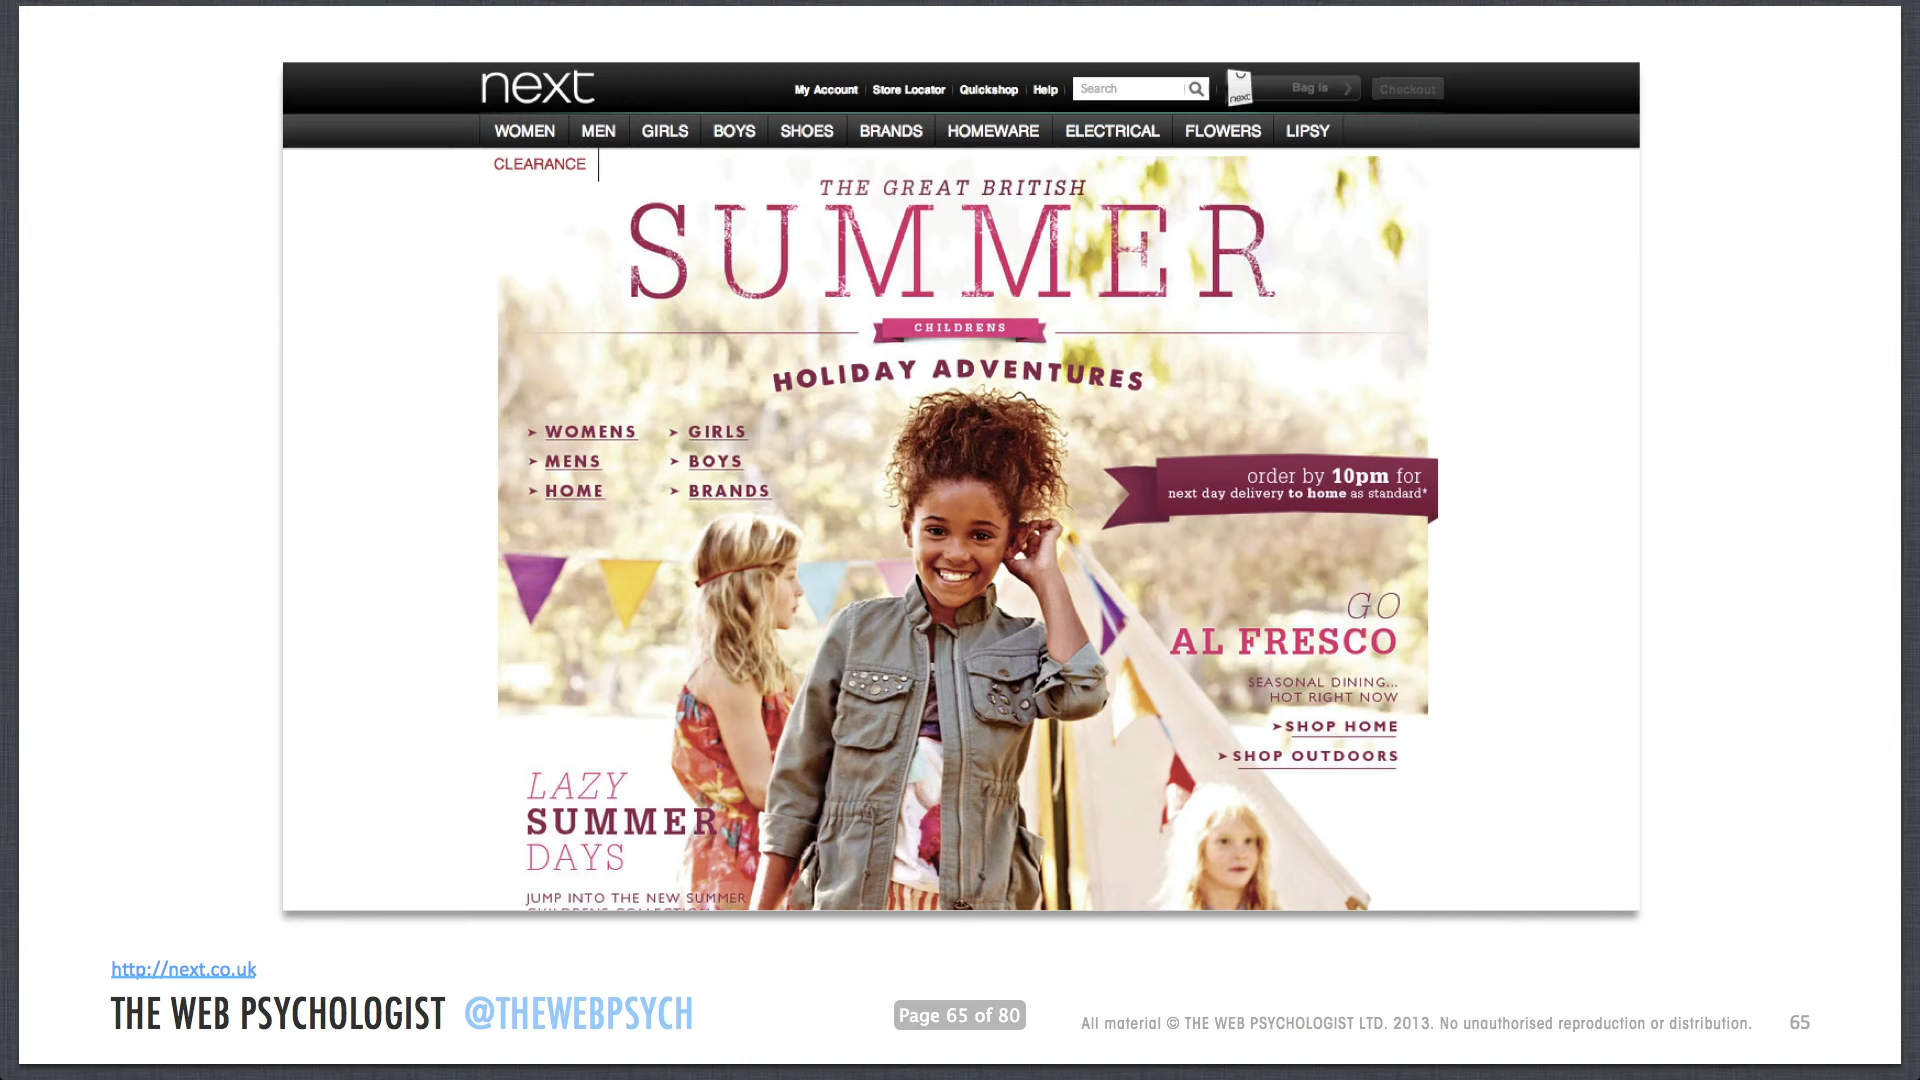 next
My Account Store Locator Quickshop Help Search next Bag is Checkout
WOMEN MEN GIRLS BOYS SHOES BRANDS HOMEWARE ELECTRICAL FLOWERS LIPSY
CLEARANCE
THE GREAT BRITISH
SUMMER
CHILDRENS
HOLIDAY ADVENTURES
WOMENS
MENS
HOME
GIRLS
BOYS
BRANDS
order by 10pm for
next day delivery to home as standard*
GO
AL FRESCO
SEASONAL DINING...
HOT RIGHT NOW
SHOP HOME
SHOP OUTDOORS
LAZY
SUMMER
DAYS
JUMP INTO THE NEW SUMMER
http://next.co.uk
THE WEB PSYCHOLOGIST @THEWEBPSYCH
Page 65 of 80
All material © THE WEB PSYCHOLOGIST LTD. 2013. No unauthorised reproduction or distribution.
65